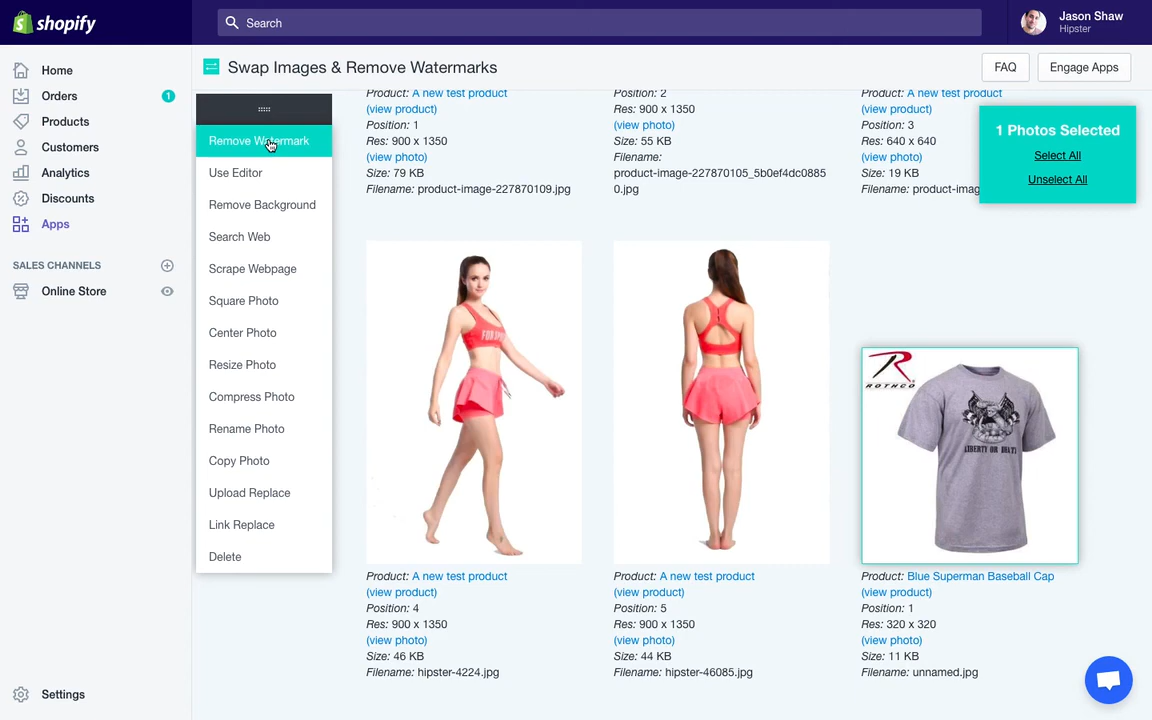 shopify
Search
Jason Shaw
Hipster
Home
Orders
1
Products
Customers
Analytics
Discounts
Apps
SALES CHANNELS
Online Store
Settings
Swap Images & Remove Watermarks
FAQ
Engage Apps
Remove Watermark
Use Editor
Remove Background
Search Web
Scrape Webpage
Square Photo
Center Photo
Resize Photo
Compress Photo
Rename Photo
Copy Photo
Upload Replace
Link Replace
Delete
Product: A new test product
(view product)
Position: 1
Res: 900 x 1350
(view photo)
Size: 79 KB
Filename: product-image-227870109.jpg
Product: A new test product
Position: 2
Res: 900 x 1350
(view photo)
Size: 55 KB
Filename:
product-image-227870105_5b0ef4dc0885
0.jpg
Product: A new test product
(view product)
Position: 3
Res: 640 x 640
(view photo)
Size: 19 KB
Filename: product-imag
1 Photos Selected
Select All
Unselect All
Product: A new test product
(view product)
Position: 4
Res: 900 x 1350
(view photo)
Size: 46 KB
Filename: hipster-4224.jpg
Product: A new test product
(view product)
Position: 5
Res: 900 x 1350
(view photo)
Size: 44 KB
Filename: hipster-46085.jpg
R
ROTHCO
LIBERTY OR DEATH
Product: Blue Superman Baseball Cap
(view product)
Position: 1
Res: 320 x 320
(view photo)
Size: 11 KB
Filename: unnamed.jpg